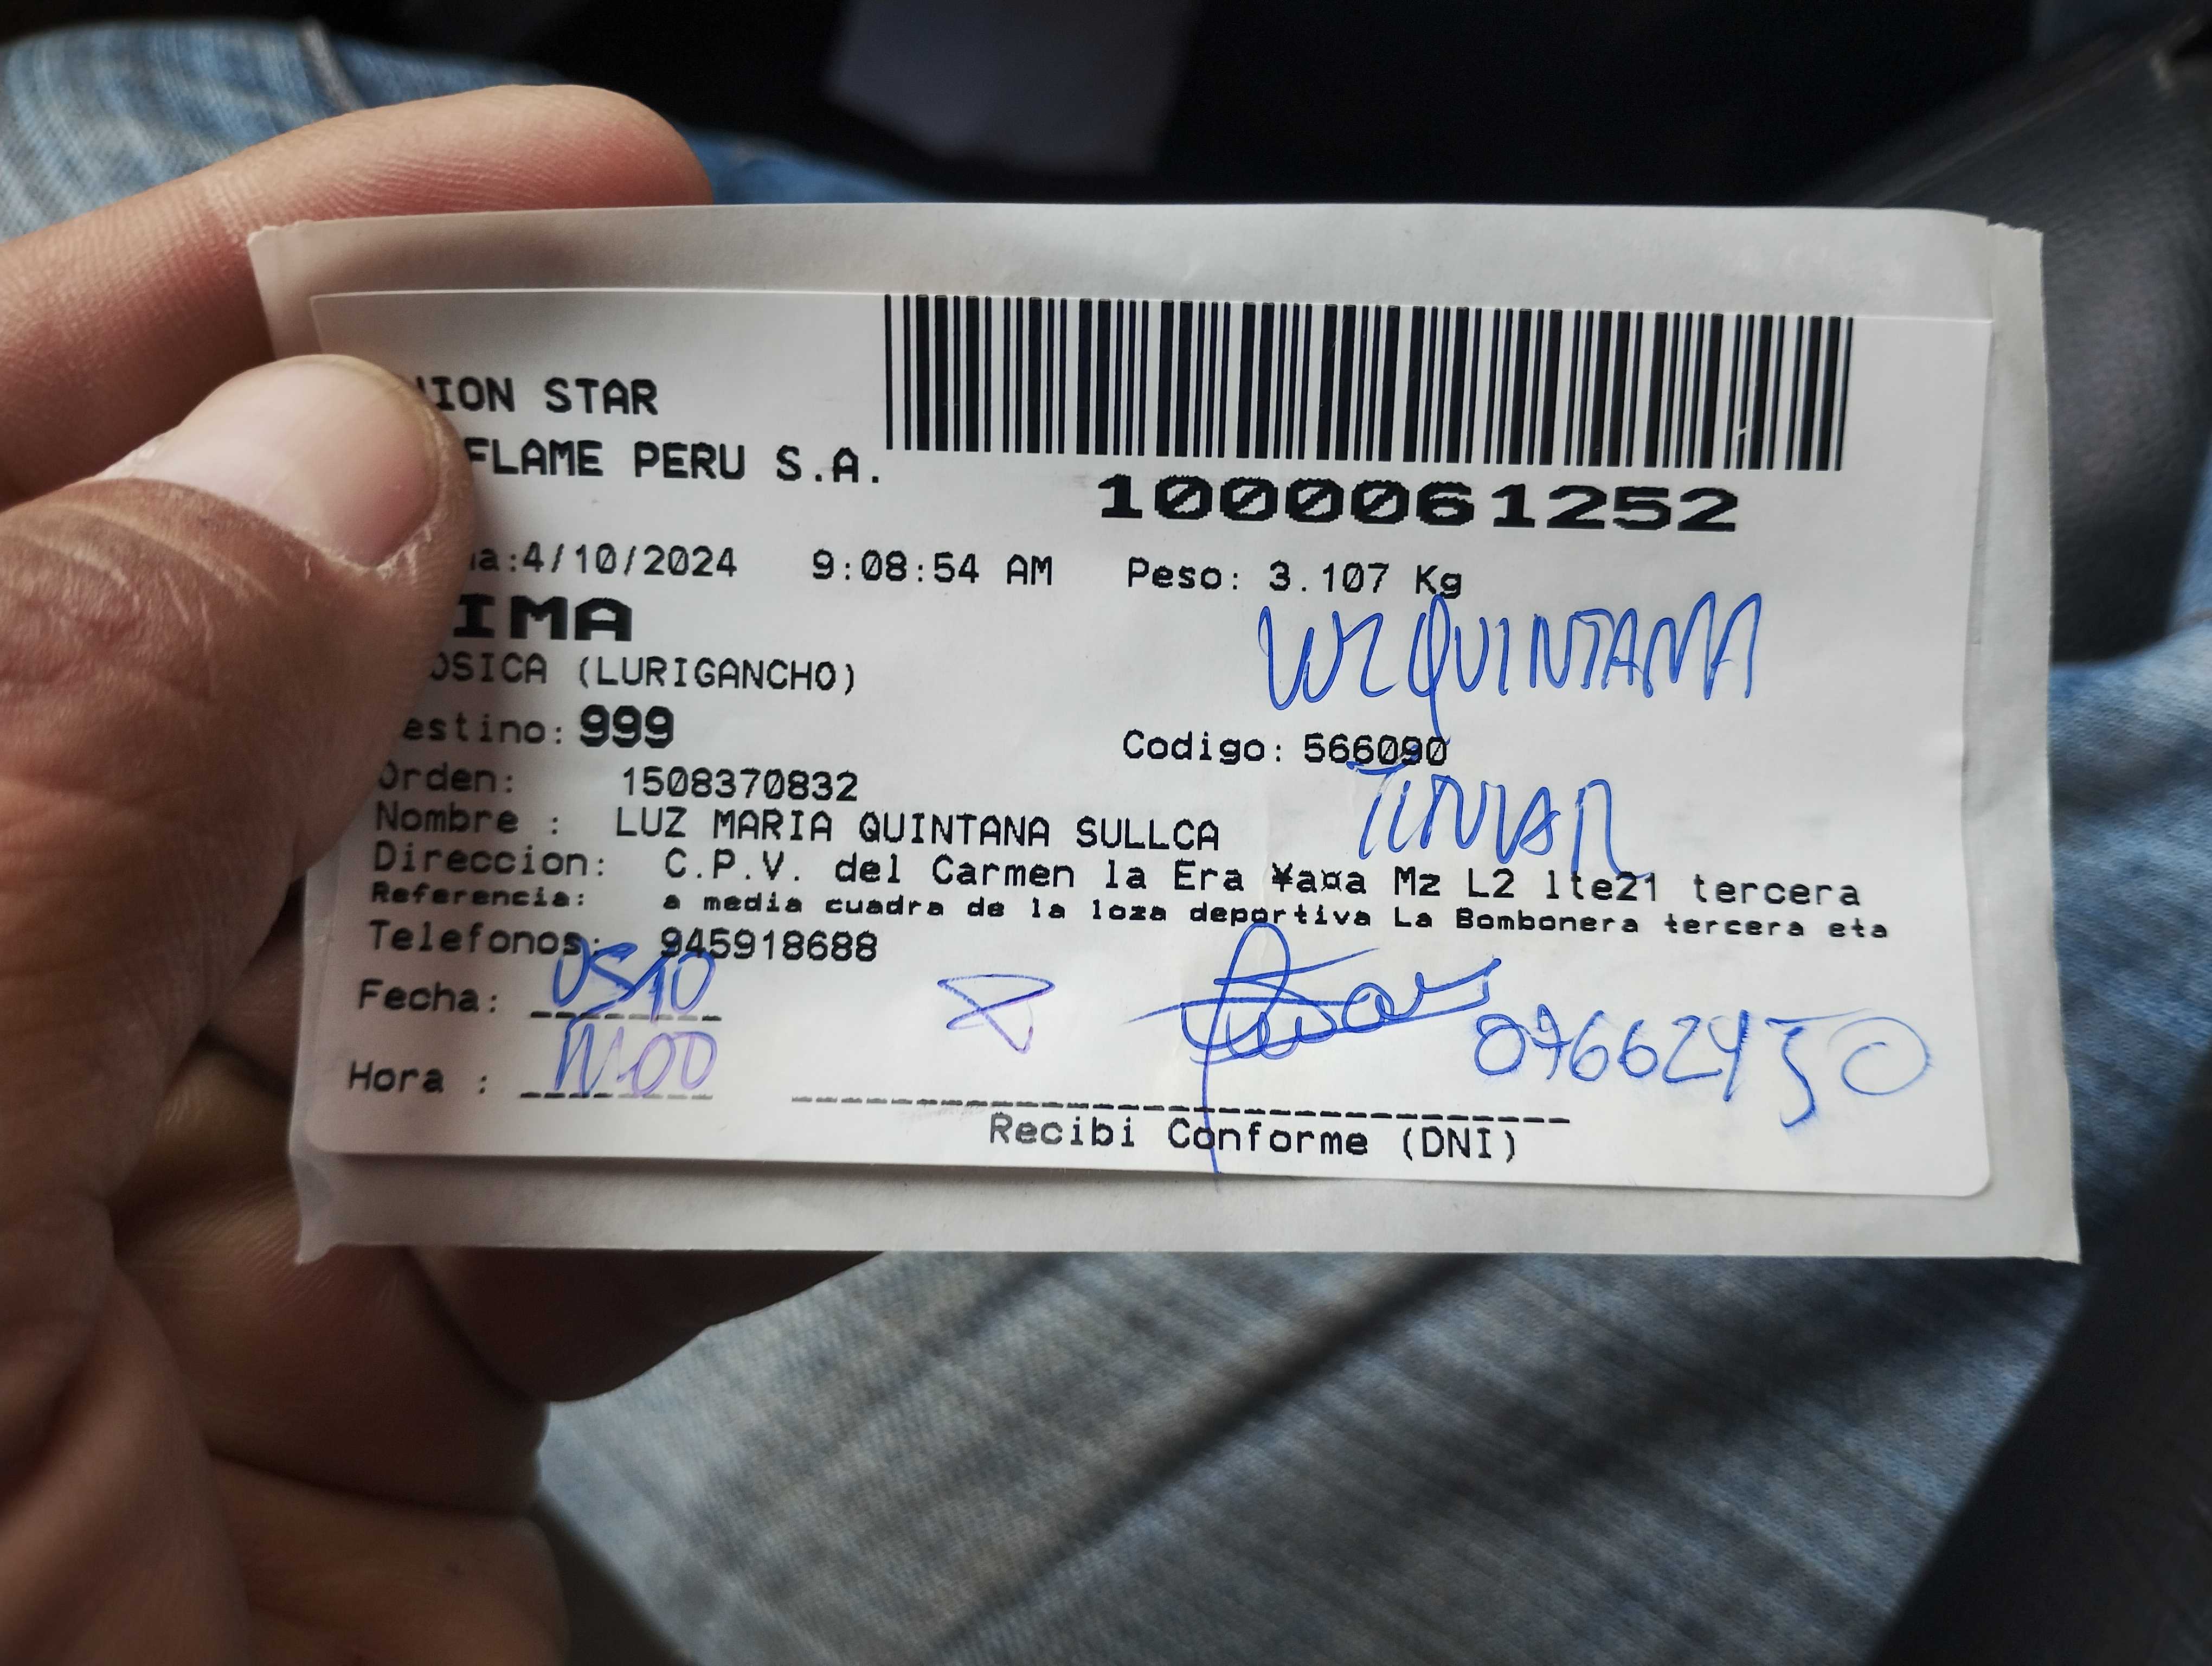 ION STAR
FLAME PERU S.A.
1000061252
a:4/10/2024 9:08:54 AM Peso: 3.107 Kg
IMA
OSICA (LURIGANCHO)
LUZ QUINTANA
estino: 999 Codigo: 566090
Orden: 1508370832
TITULAR
Nombre : LUZ MARIA QUINTANA SULLCA
Direccion: C.P.V. del Carmen la Era ¥a¤a Mz L2 lte21 tercera
Referencia: a media cuadra de la loza deportiva La Bombonera tercera eta
Telefonos: 945918688
Fecha: 05 10
Hora :
Recibi Conforme (DNI)